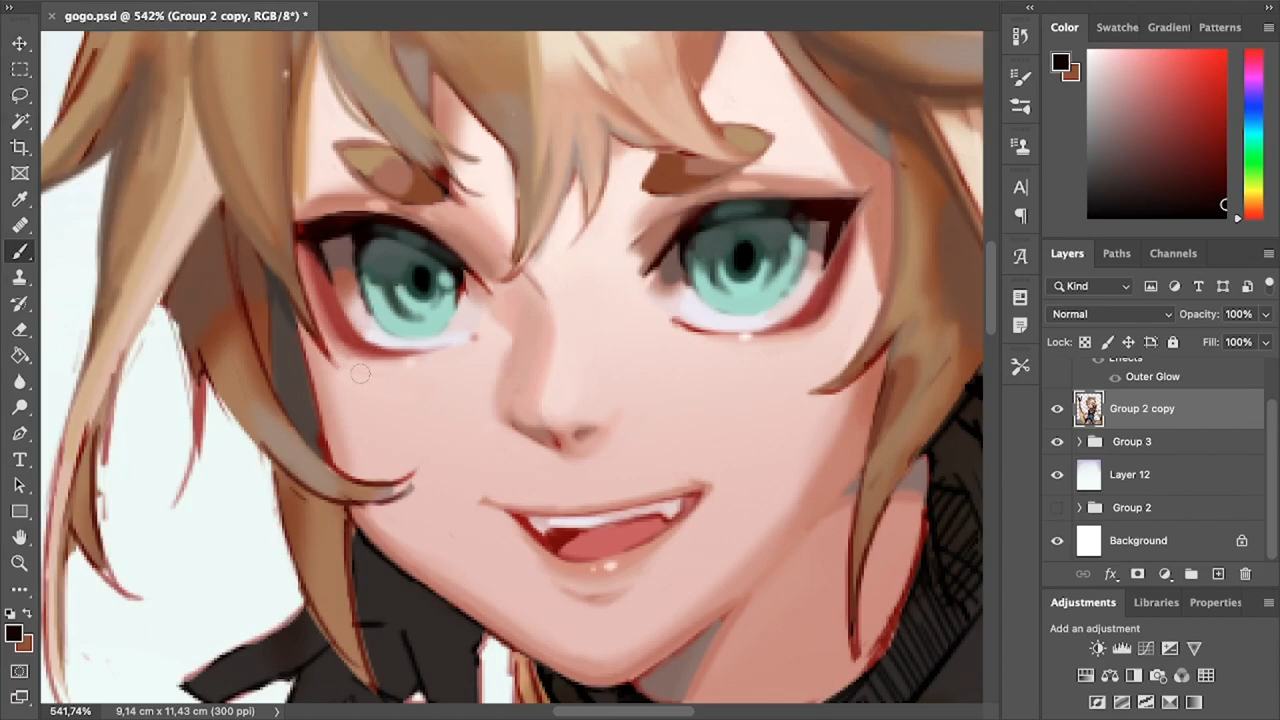 gogo.psd @ 542% (Group 2 copy, RGB/8*) *
Color
Swatche
Gradien
Patterns
Layers
Paths
Channels
Kind
Normal
Opacity: 100%
Lock:
Fill: 100%
Effects
Outer Glow
Group 2 copy
Group 3
Layer 12
Group 2
Background
fx
Adjustments
Libraries
Properties
Add an adjustment
541,74%
9,14 cm x 11,43 cm (300 ppi)